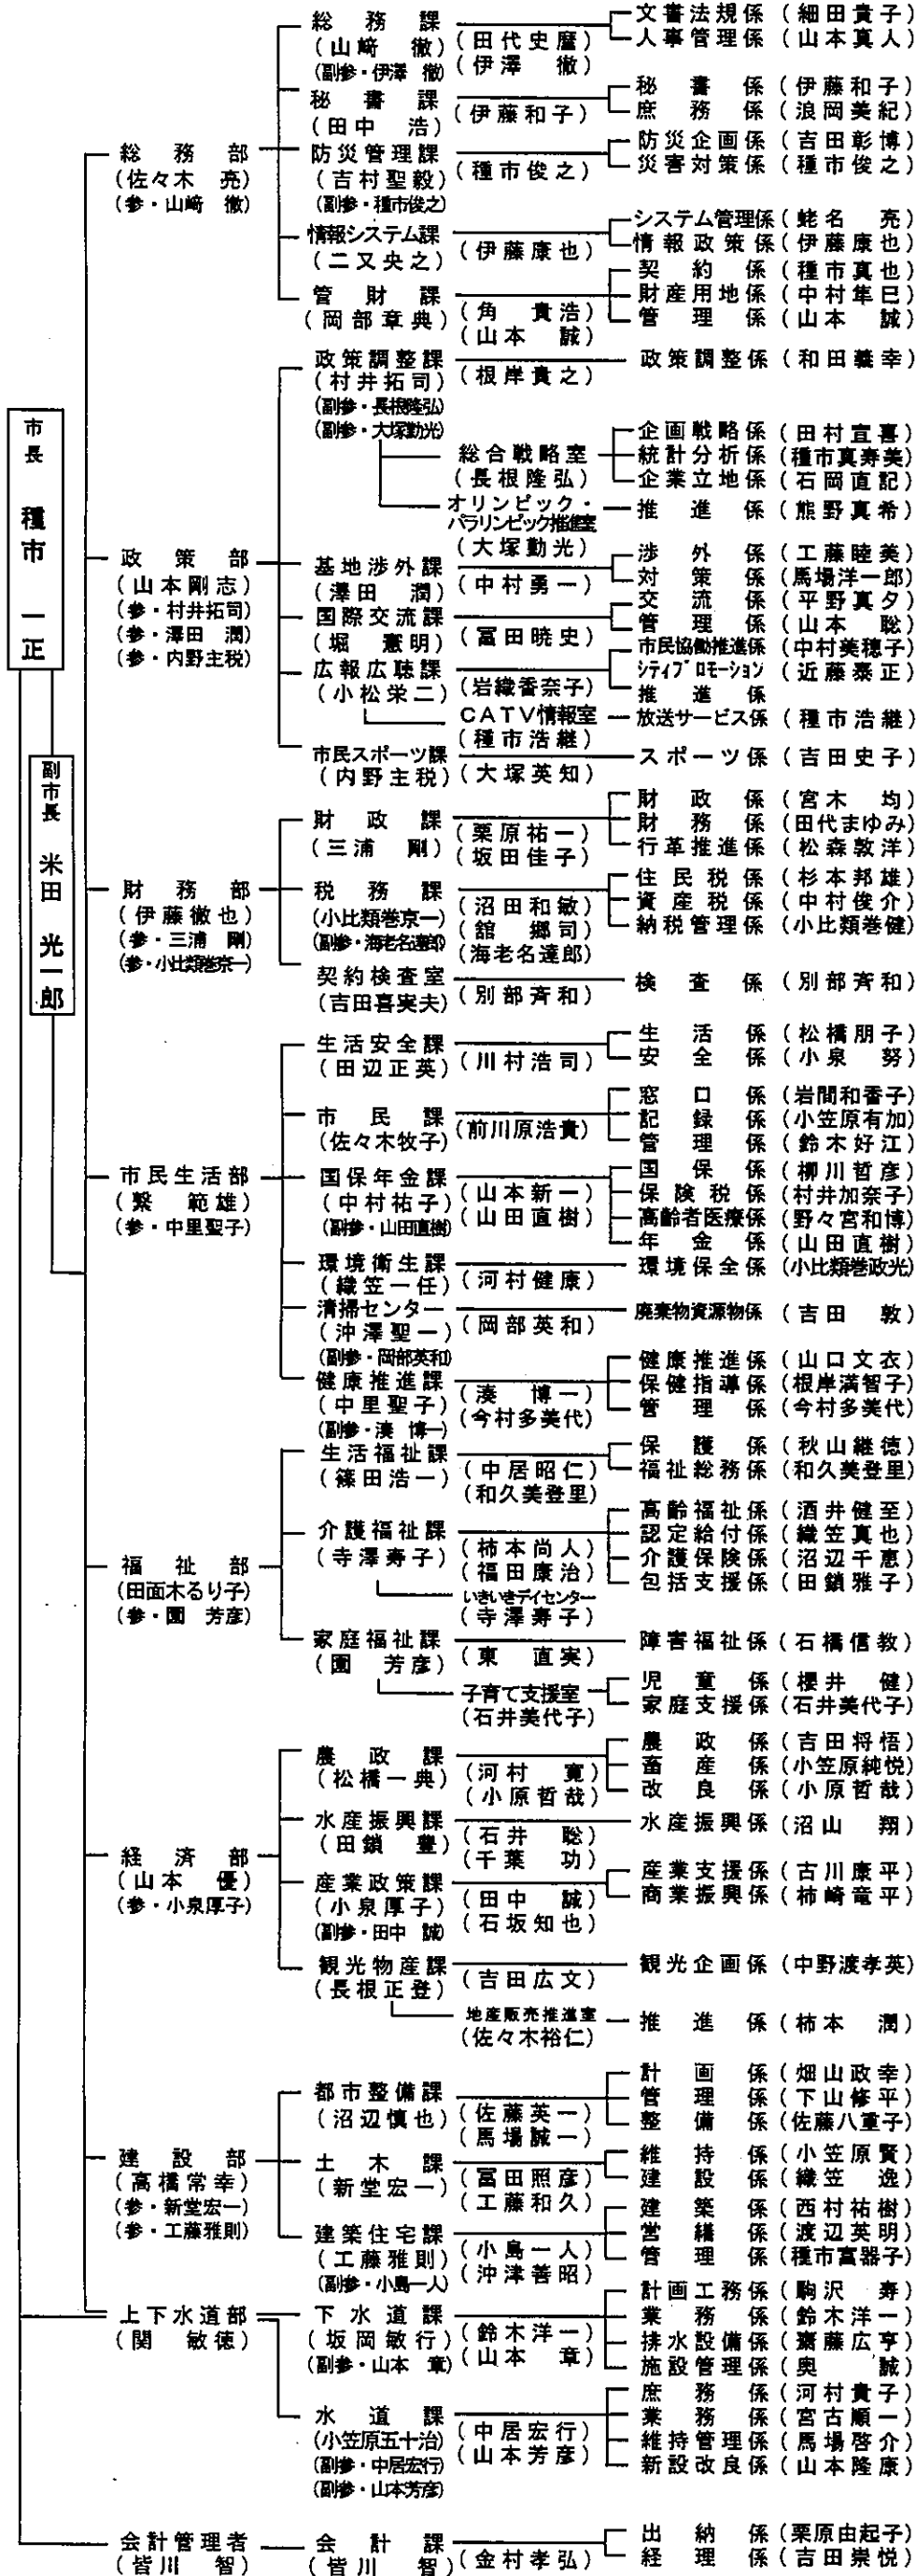 市長 種市 一正
副市長 米田 光一郎
総務部
(佐々木 亮)
(参・山﨑 徹)
総務課
(山﨑 徹)
(副参・伊澤 徹)
(田代史麿)
(伊澤 徹)
文書法規係 (細田貴子)
人事管理係 (山本真人)
秘書課
(田中 浩)
(伊藤和子)
秘書係 (伊藤和子)
庶務係 (浪岡美紀)
防災管理課
(吉村聖毅)
(副参・種市俊之)
(種市俊之)
防災企画係 (吉田彰博)
災害対策係 (種市俊之)
情報システム課
(二又央之)
(伊藤康也)
システム管理係 (蛯名 亮)
情報政策係 (伊藤康也)
管財課
(岡部章典)
(角 貴浩)
(山本 誠)
契約係 (種市真也)
財産用地係 (中村隼巳)
管理係 (山本 誠)
政策部
(山本剛志)
(参・村井拓司)
(参・澤田 潤)
(参・内野主税)
政策調整課
(村井拓司)
(副参・長根隆弘)
(副参・大塚勤光)
(根岸貴之)
政策調整係 (和田義幸)
総合戦略室
(長根隆弘)
企画戦略係 (田村宣喜)
統計分析係 (種市真寿美)
企業立地係 (石岡直記)
オリンピック・
パラリンピック推進室
(大塚勤光)
推進係 (熊野真希)
基地渉外課
(澤田 潤)
(中村勇一)
渉外係 (工藤睦美)
対策係 (馬場洋一郎)
国際交流課
(堀 憲明)
(冨田暁史)
交流係 (平野真夕)
管理係 (山本 聡)
広報広聴課
(小松栄二)
(岩織香奈子)
市民協働推進係 (中村美穂子)
シティプロモーション (近藤泰正)
推進係
CATV情報室
(種市浩継)
放送サービス係 (種市浩継)
市民スポーツ課
(内野主税)
(大塚英知)
スポーツ係 (吉田史子)
財務部
(伊藤徹也)
(参・三浦 剛)
(参・小比類巻京一)
財政課
(三浦 剛)
(栗原祐一)
(坂田佳子)
財政係 (宮木 均)
財務係 (田代まゆみ)
行革推進係 (松森敦洋)
税務課
(小比類巻京一)
(副参・海老名達郎)
(沼田和敏)
(舘 郷司)
(海老名達郎)
住民税係 (杉本邦雄)
資産税係 (中村俊介)
納税管理係 (小比類巻健)
契約検査室
(吉田喜実夫)
(別部斉和)
検査係 (別部斉和)
市民生活部
(繋 範雄)
(参・中里聖子)
生活安全課
(田辺正英)
(川村浩司)
生活係 (松橋朋子)
安全係 (小泉 努)
市民課
(佐々木牧子)
(前川原浩貴)
窓口係 (岩間和香子)
記録係 (小笠原有加)
管理係 (鈴木好江)
国保年金課
(中村祐子)
(副参・山田直樹)
(山本新一)
(山田直樹)
国保係 (柳川哲彦)
保険税係 (村井加奈子)
高齢者医療係 (野々宮和博)
年金係 (山田直樹)
環境衛生課
(織笠一任)
(河村健康)
環境保全係 (小比類巻政光)
清掃センター
(沖澤聖一)
(副参・岡部英和)
(岡部英和)
廃棄物資源物係 (吉田 敦)
健康推進課
(中里聖子)
(副参・湊 博一)
(湊 博一)
(今村多美代)
健康推進係 (山口文衣)
保健指導係 (根岸満智子)
管理係 (今村多美代)
福祉部
(田面木るり子)
(参・圓 芳彦)
生活福祉課
(篠田浩一)
(中居昭仁)
(和久美登里)
保護係 (秋山継徳)
福祉総務係 (和久美登里)
介護福祉課
(寺澤寿子)
(柿本尚人)
(福田康治)
高齢福祉係 (酒井健至)
認定給付係 (織笠真也)
介護保険係 (沼辺千恵)
包括支援係 (田鎖雅子)
いきいきデイセンター
(寺澤寿子)
家庭福祉課
(圓 芳彦)
(東 直実)
障害福祉係 (石橋信教)
子育て支援室
(石井美代子)
児童係 (櫻井 健)
家庭支援係 (石井美代子)
経済部
(山本 優)
(参・小泉厚子)
農政課
(松橋一典)
(河村 寛)
(小原哲哉)
農政係 (吉田将悟)
畜産係 (小笠原純悦)
改良係 (小原哲哉)
水産振興課
(田鎖 豊)
(石井 聡)
(千葉 功)
水産振興係 (沼山 翔)
産業政策課
(小泉厚子)
(副参・田中 誠)
(田中 誠)
(石坂知也)
産業支援係 (古川康平)
商業振興係 (柿崎竜平)
観光物産課
(長根正登)
(吉田広文)
観光企画係 (中野渡孝英)
地産販売推進室
(佐々木裕仁)
推進係 (柿本 潤)
建設部
(高橋常幸)
(参・新堂宏一)
(参・工藤雅則)
都市整備課
(沼辺慎也)
(佐藤英一)
(馬場誠一)
計画係 (畑山政幸)
管理係 (下山修平)
整備係 (佐藤八重子)
土木課
(新堂宏一)
(冨田照彦)
(工藤和久)
維持係 (小笠原賢)
建設係 (織笠 逸)
建築住宅課
(工藤雅則)
(副参・小島一人)
(小島一人)
(沖津善昭)
建築係 (西村祐樹)
営繕係 (渡辺英明)
管理係 (種市富器子)
上下水道部
(関 敏徳)
下水道課
(坂岡敏行)
(副参・山本 章)
(鈴木洋一)
(山本 章)
計画工務係 (駒沢 寿)
業務係 (鈴木洋一)
排水設備係 (齋藤広亨)
施設管理係 (奥 誠)
水道課
(小笠原五十治)
(副参・中居宏行)
(副参・山本芳彦)
(中居宏行)
(山本芳彦)
庶務係 (河村貴子)
業務係 (宮古順一)
維持管理係 (馬場啓介)
新設改良係 (山本隆康)
会計管理者
(皆川 智)
会計課
(皆川 智)
(金村孝弘)
出納係 (栗原由起子)
経理係 (吉田崇悦)